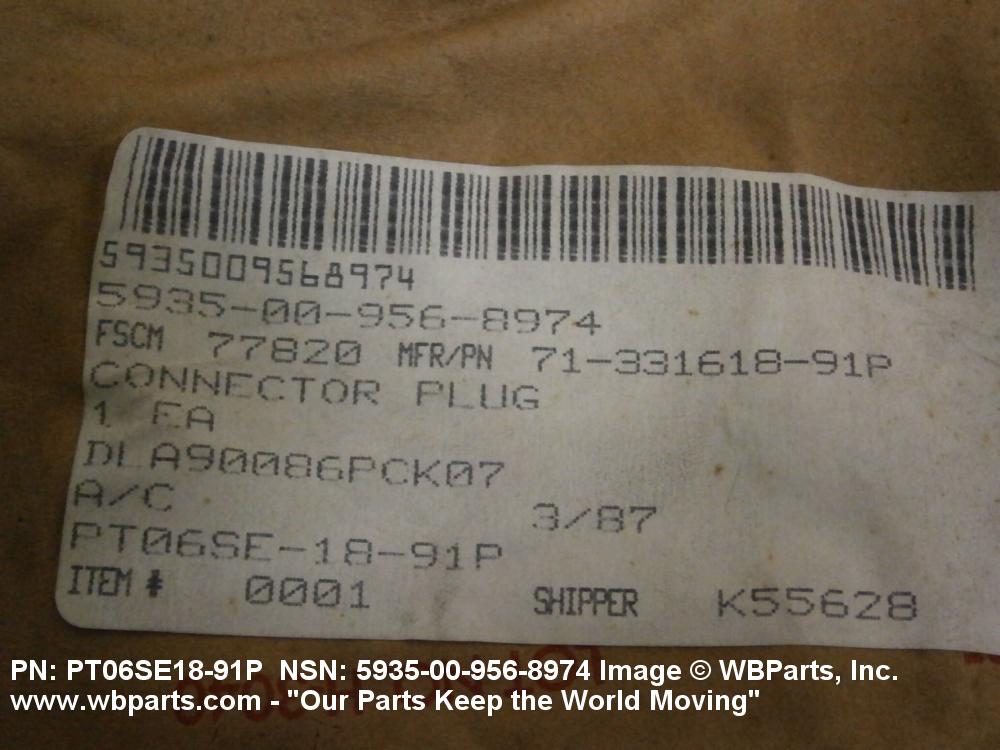 5935009568974
5935-00-956-8974
FSCM 77820 MFR/PN 71-331618-91P
CONNECTOR PLUG
1 EA
DLA90086PCK07
A/C 3/87
PT06SE-18-91P
ITEM # 0001 SHIPPER K55628
PN: PT06SE18-91P NSN: 5935-00-956-8974 Image © WBParts, Inc.
www.wbparts.com - "Our Parts Keep the World Moving"